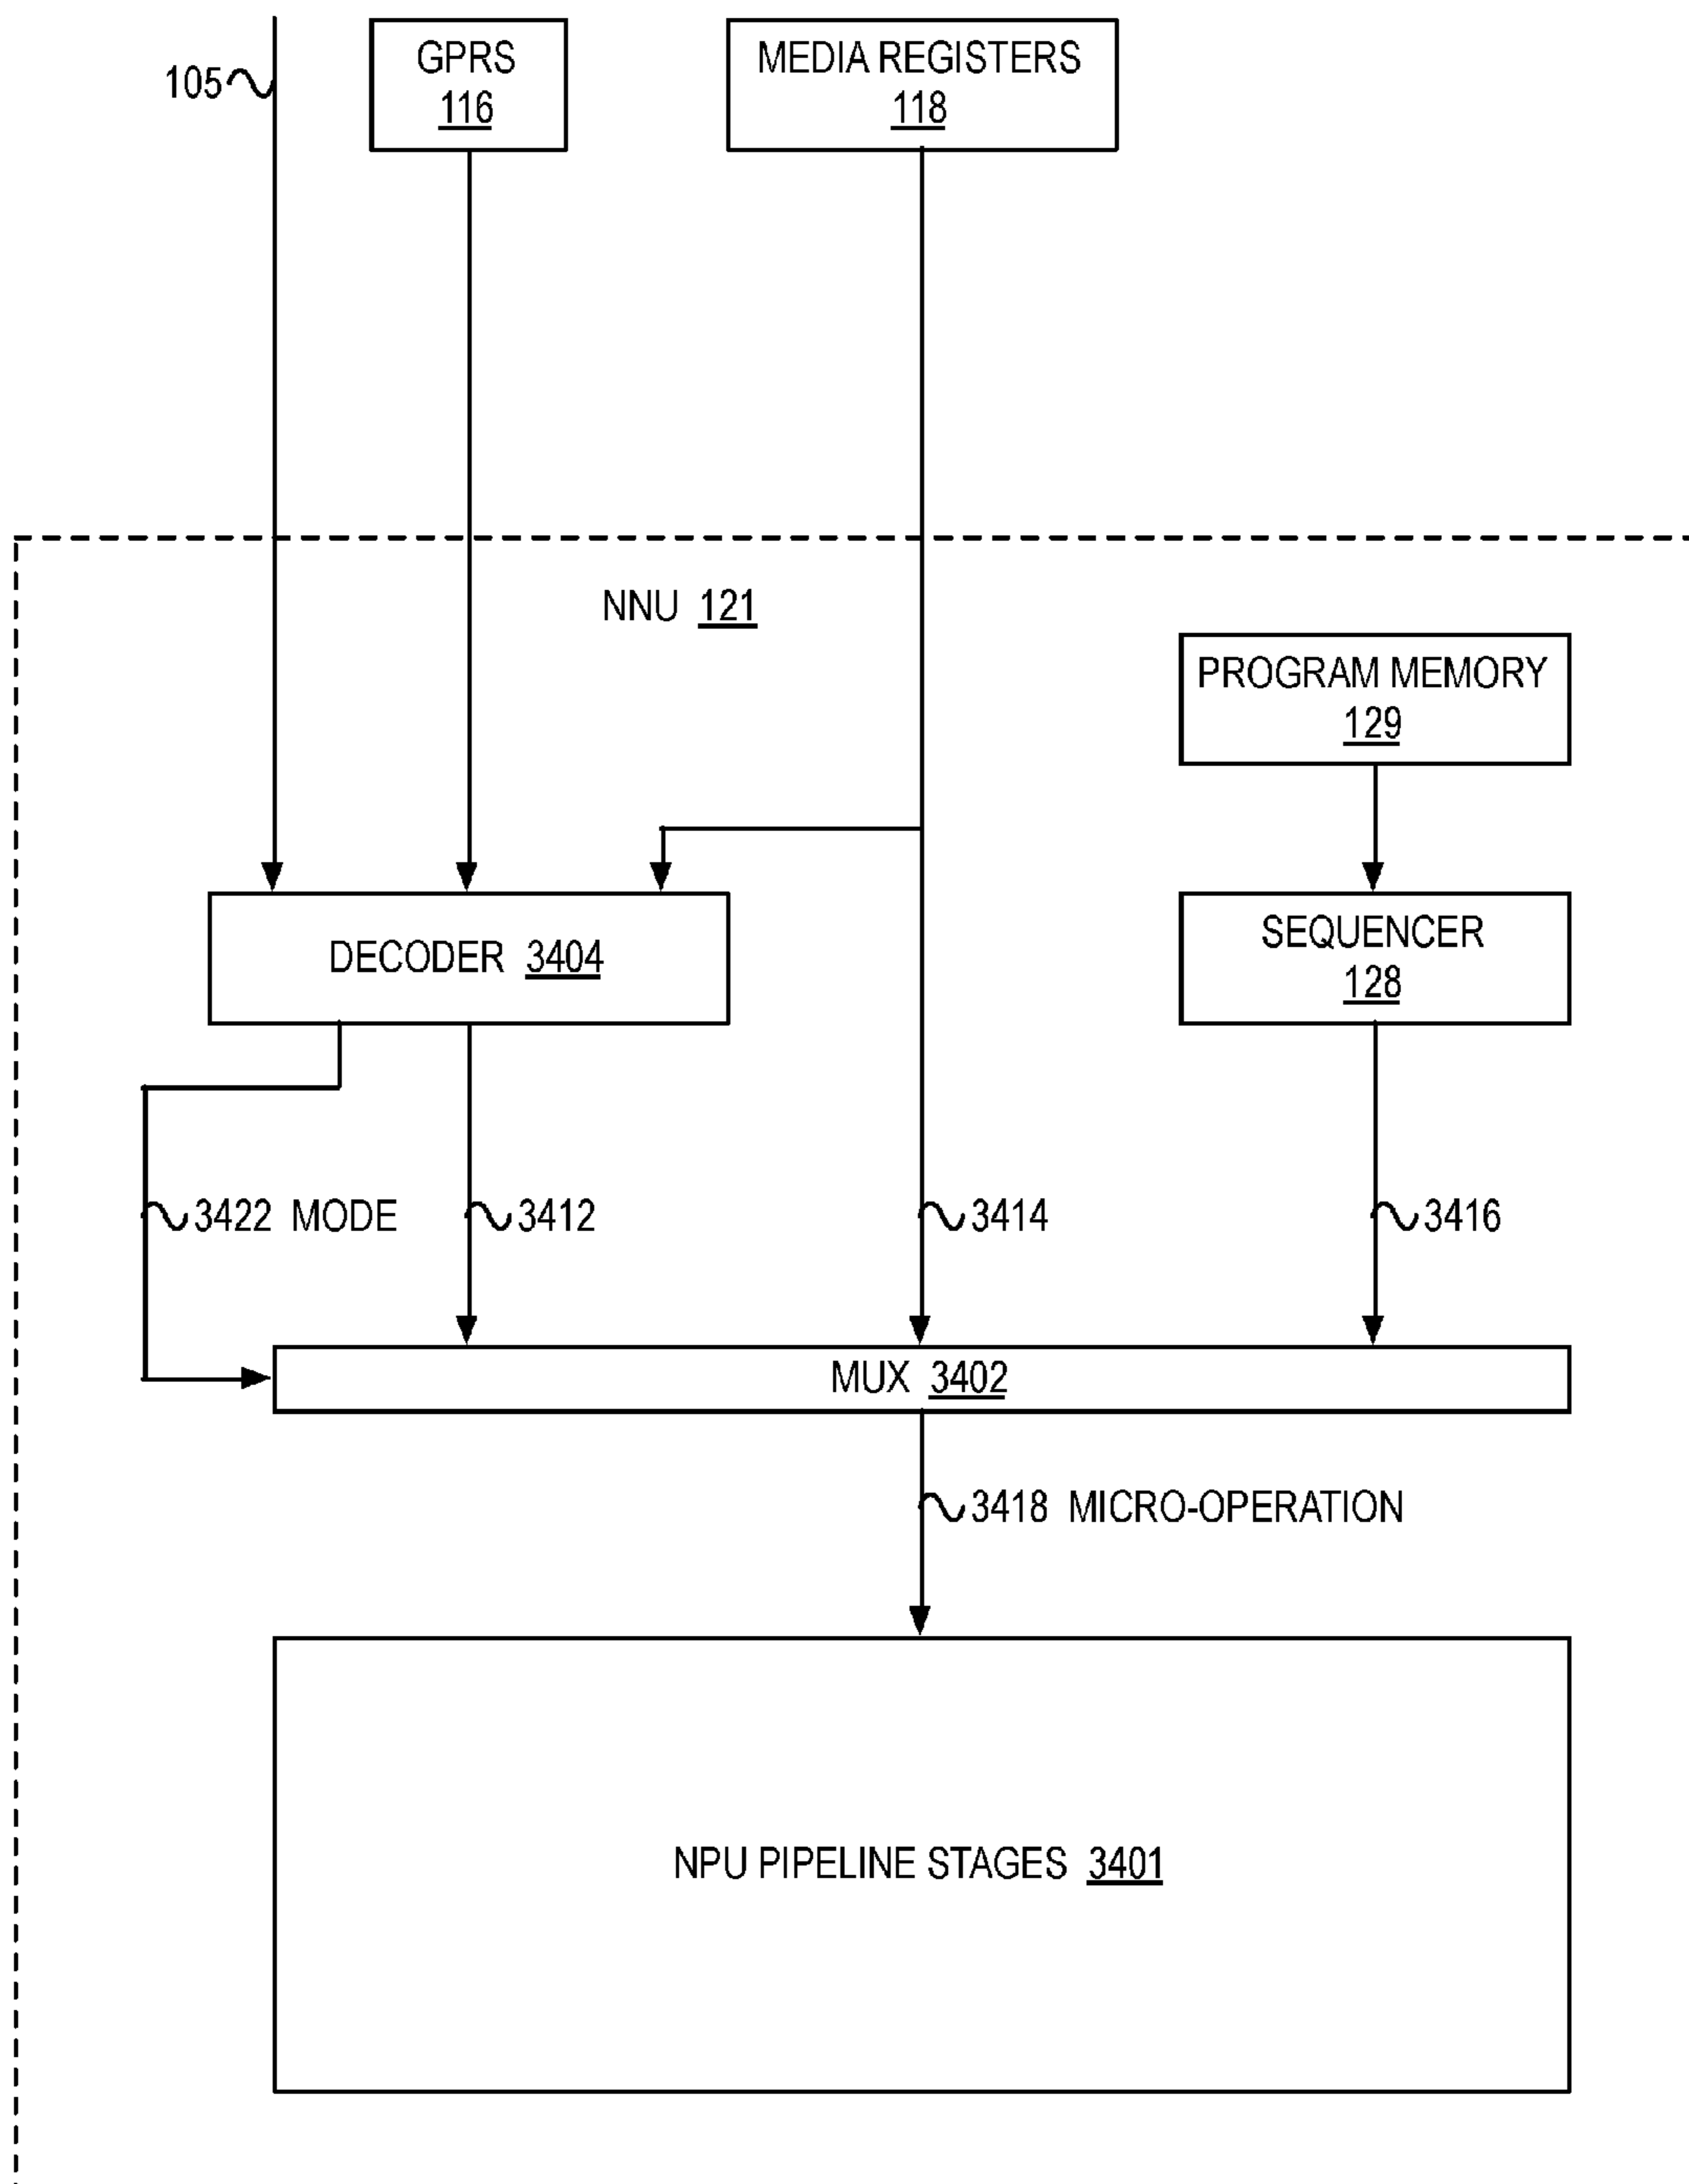 105
GPRS
116
MEDIA REGISTERS
118
NNU 121
PROGRAM MEMORY
129
DECODER 3404
SEQUENCER
128
3422 MODE
3412
3414
3416
MUX 3402
3418 MICRO-OPERATION
NPU PIPELINE STAGES 3401